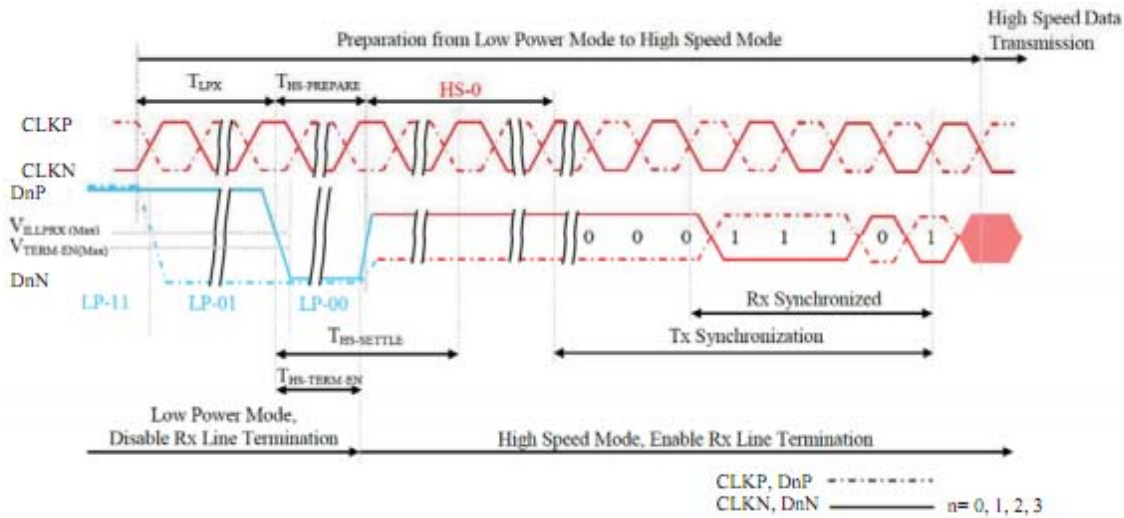 Preparation from Low Power Mode to High Speed Mode
High Speed Data
Transmission
TLPX
THS-PREPARE
HS-0
CLKP
CLKN
DnP
VILLPRX (Max)
VTERM-EN(Max)
DnN
0 0 0 1 1 1 0 1
LP-11
LP-01
LP-00
Rx Synchronized
THS-SETTLE
Tx Synchronization
THS-TERM-EN
Low Power Mode,
Disable Rx Line Termination
High Speed Mode, Enable Rx Line Termination
CLKP, DnP
CLKN, DnN
n= 0, 1, 2, 3